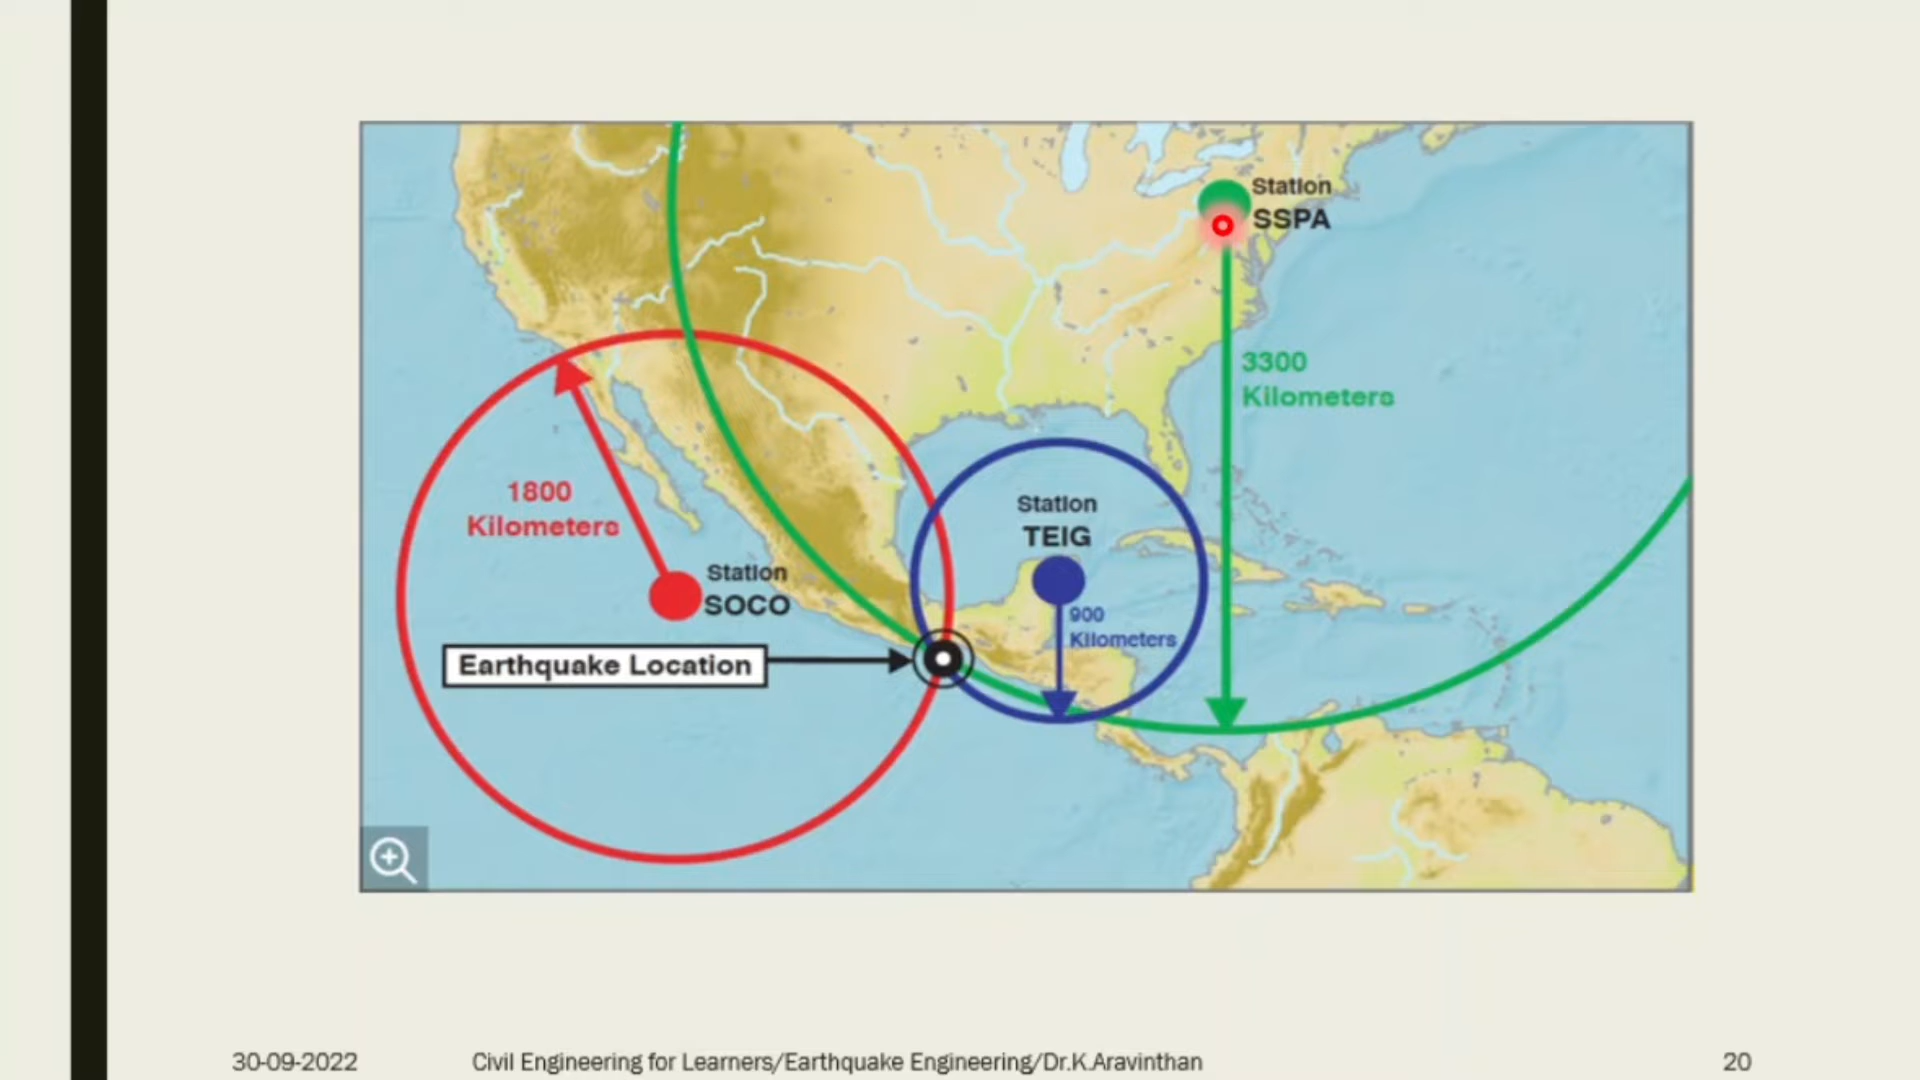 Station
SSPA
3300
Kilometers
1800
Kilometers
Station
TEIG
Station
SOCO
900
Kilometers
Earthquake Location
30-09-2022
Civil Engineering for Learners/Earthquake Engineering/Dr.K.Aravinthan
20